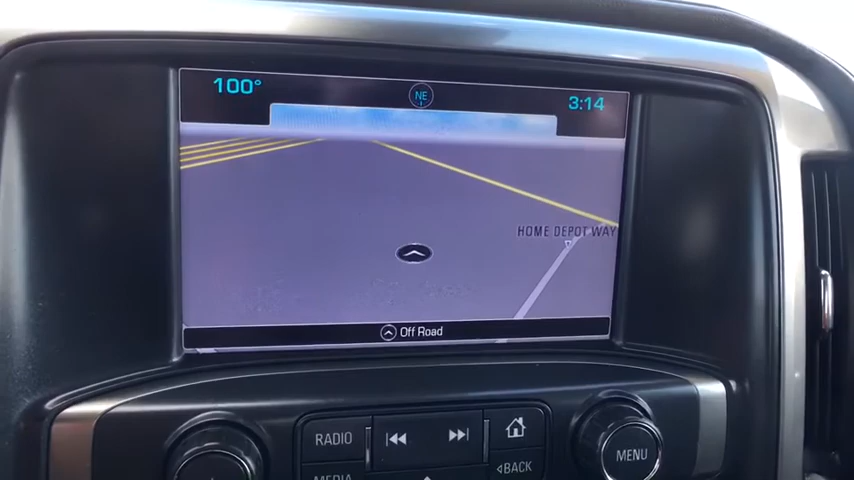 100°
NE
3:14
HOME DEPOT WAY
Off Road
RADIO
MENU
MEDIA
BACK